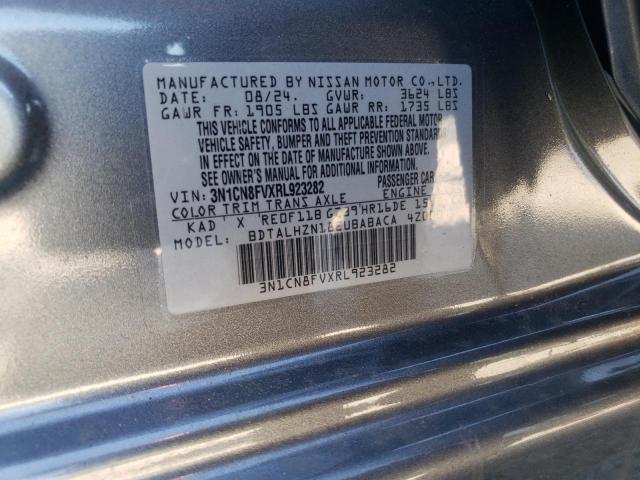 MANUFACTURED BY NISSAN MOTOR CO.,LTD.
DATE: 08/24. GVWR: 3624 LBS
GAWR FR: 1905 LBS GAWR RR: 1735 LBS
THIS VEHICLE CONFORMS TO ALL APPLICABLE FEDERAL MOTOR
VEHICLE SAFETY, BUMPER AND THEFT PREVENTION STANDARDS
IN EFFECT ON THE DATE OF MANUFACTURE SHOWN ABOVE.
SEE OWNER'S MANUAL FOR ADDITIONAL INFORMATION.
PASSENGER CAR
VIN: 3N1CN8FVXRL923282
COLOR TRIM TRANS AXLE ENGINE
KAD X RE0F11B HR16DE
MODEL:
3N1CN8FVXRL923282